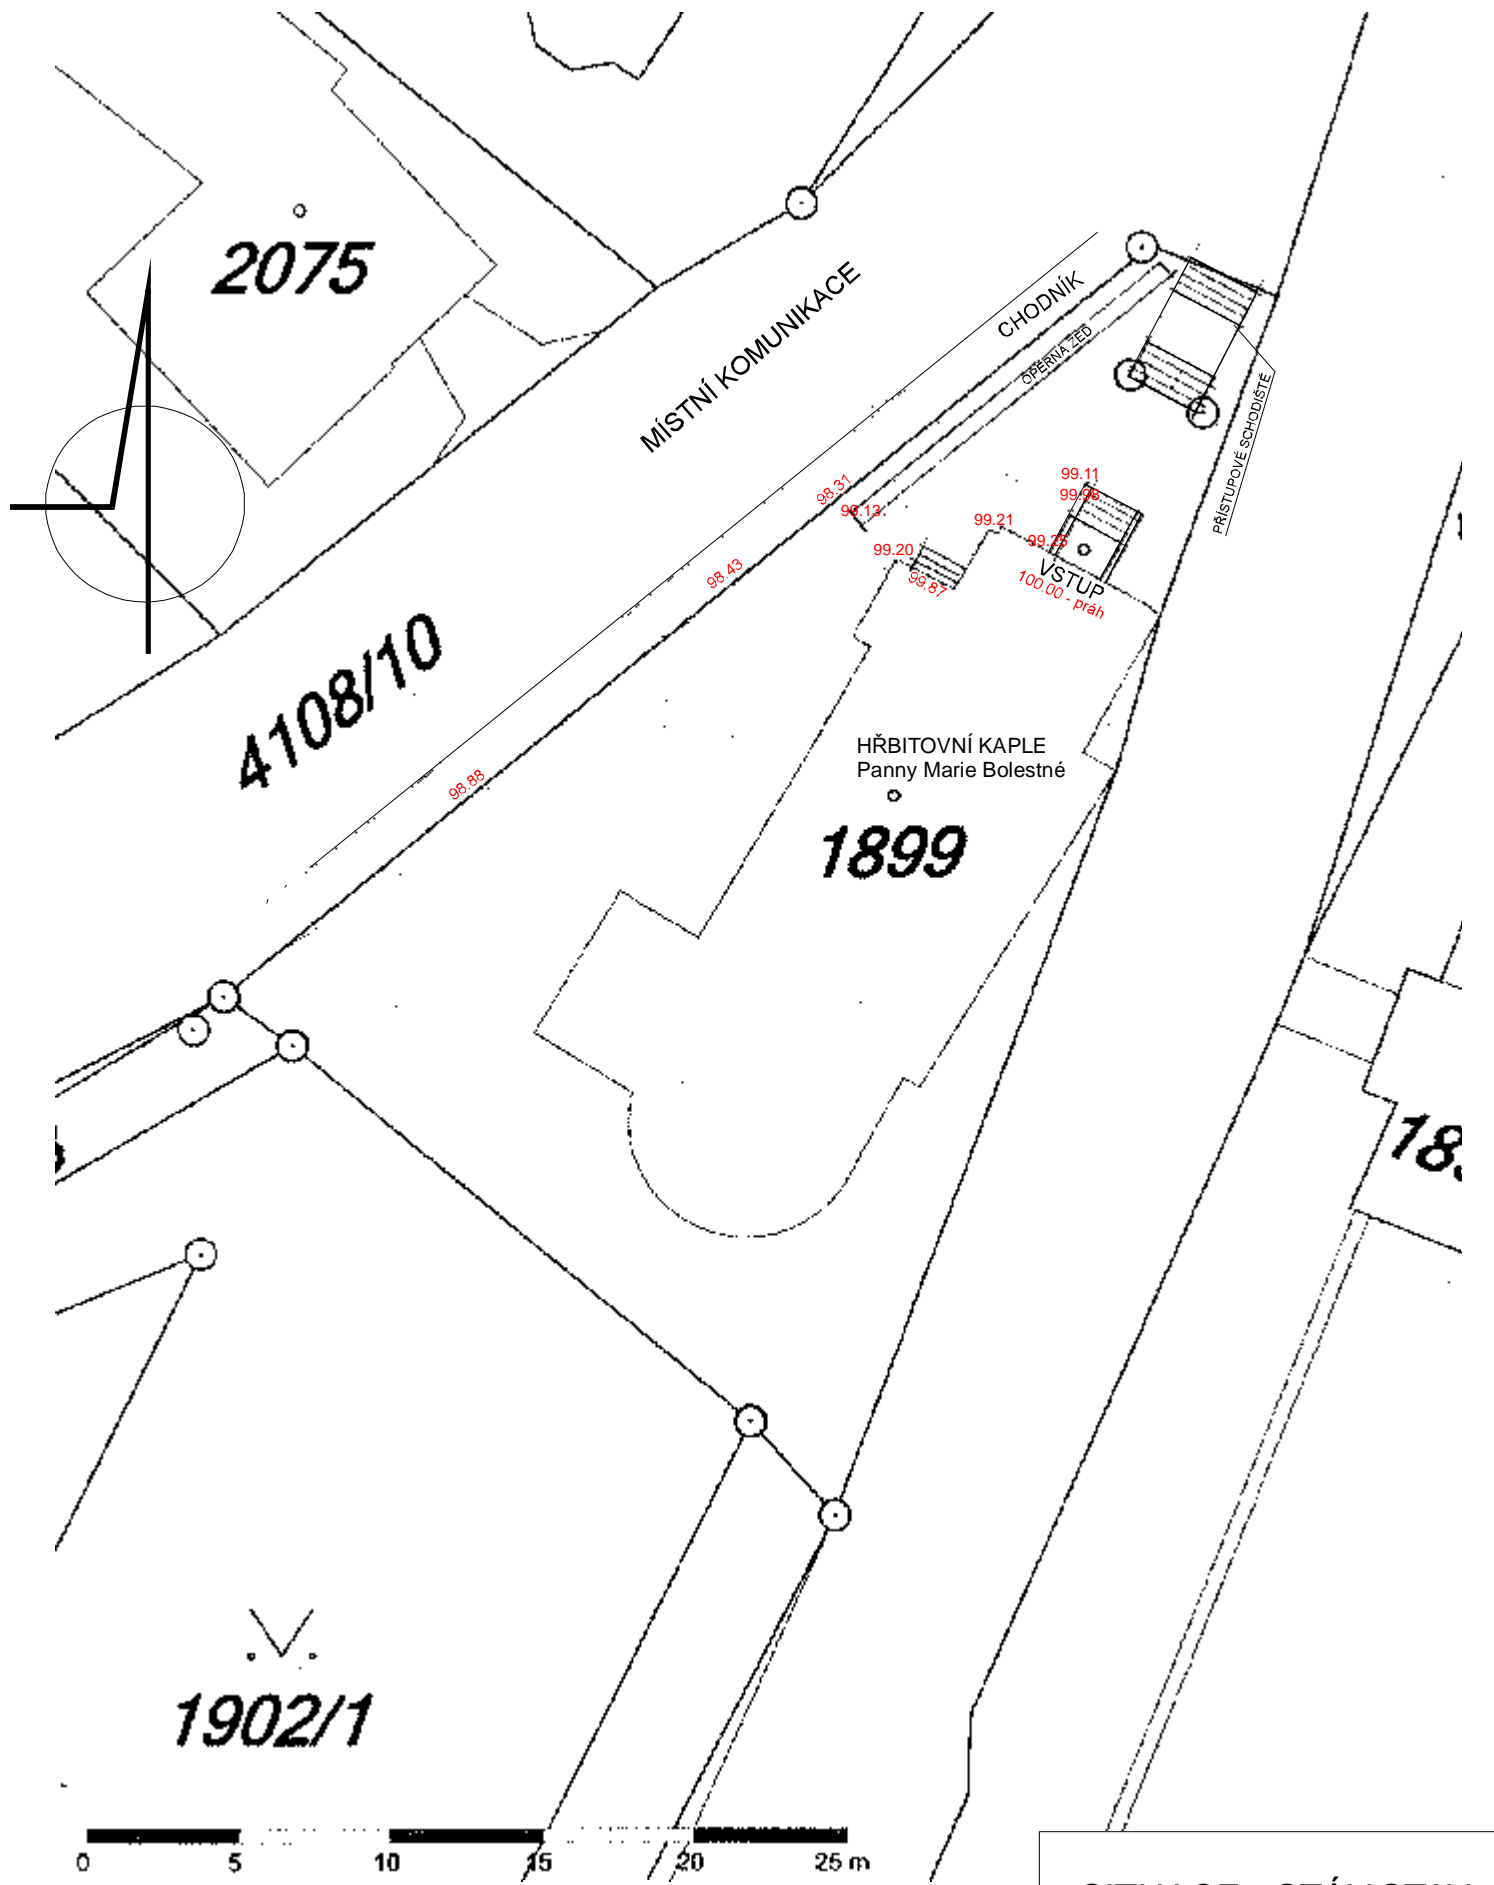 2075
MÍSTNÍ KOMUNIKACE
CHODNÍK
OPĚRNÁ ZEĎ
PŘÍSTUPOVÉ SCHODIŠTĚ
98.31
99.13
99.11
99.98
99.21
99.25
99.20
99.87
VSTUP
100.00 - práh
98.43
98.88
4108/10
HŘBITOVNÍ KAPLE
Panny Marie Bolestné
1899
1902/1
0 5 10 15 20 25 m